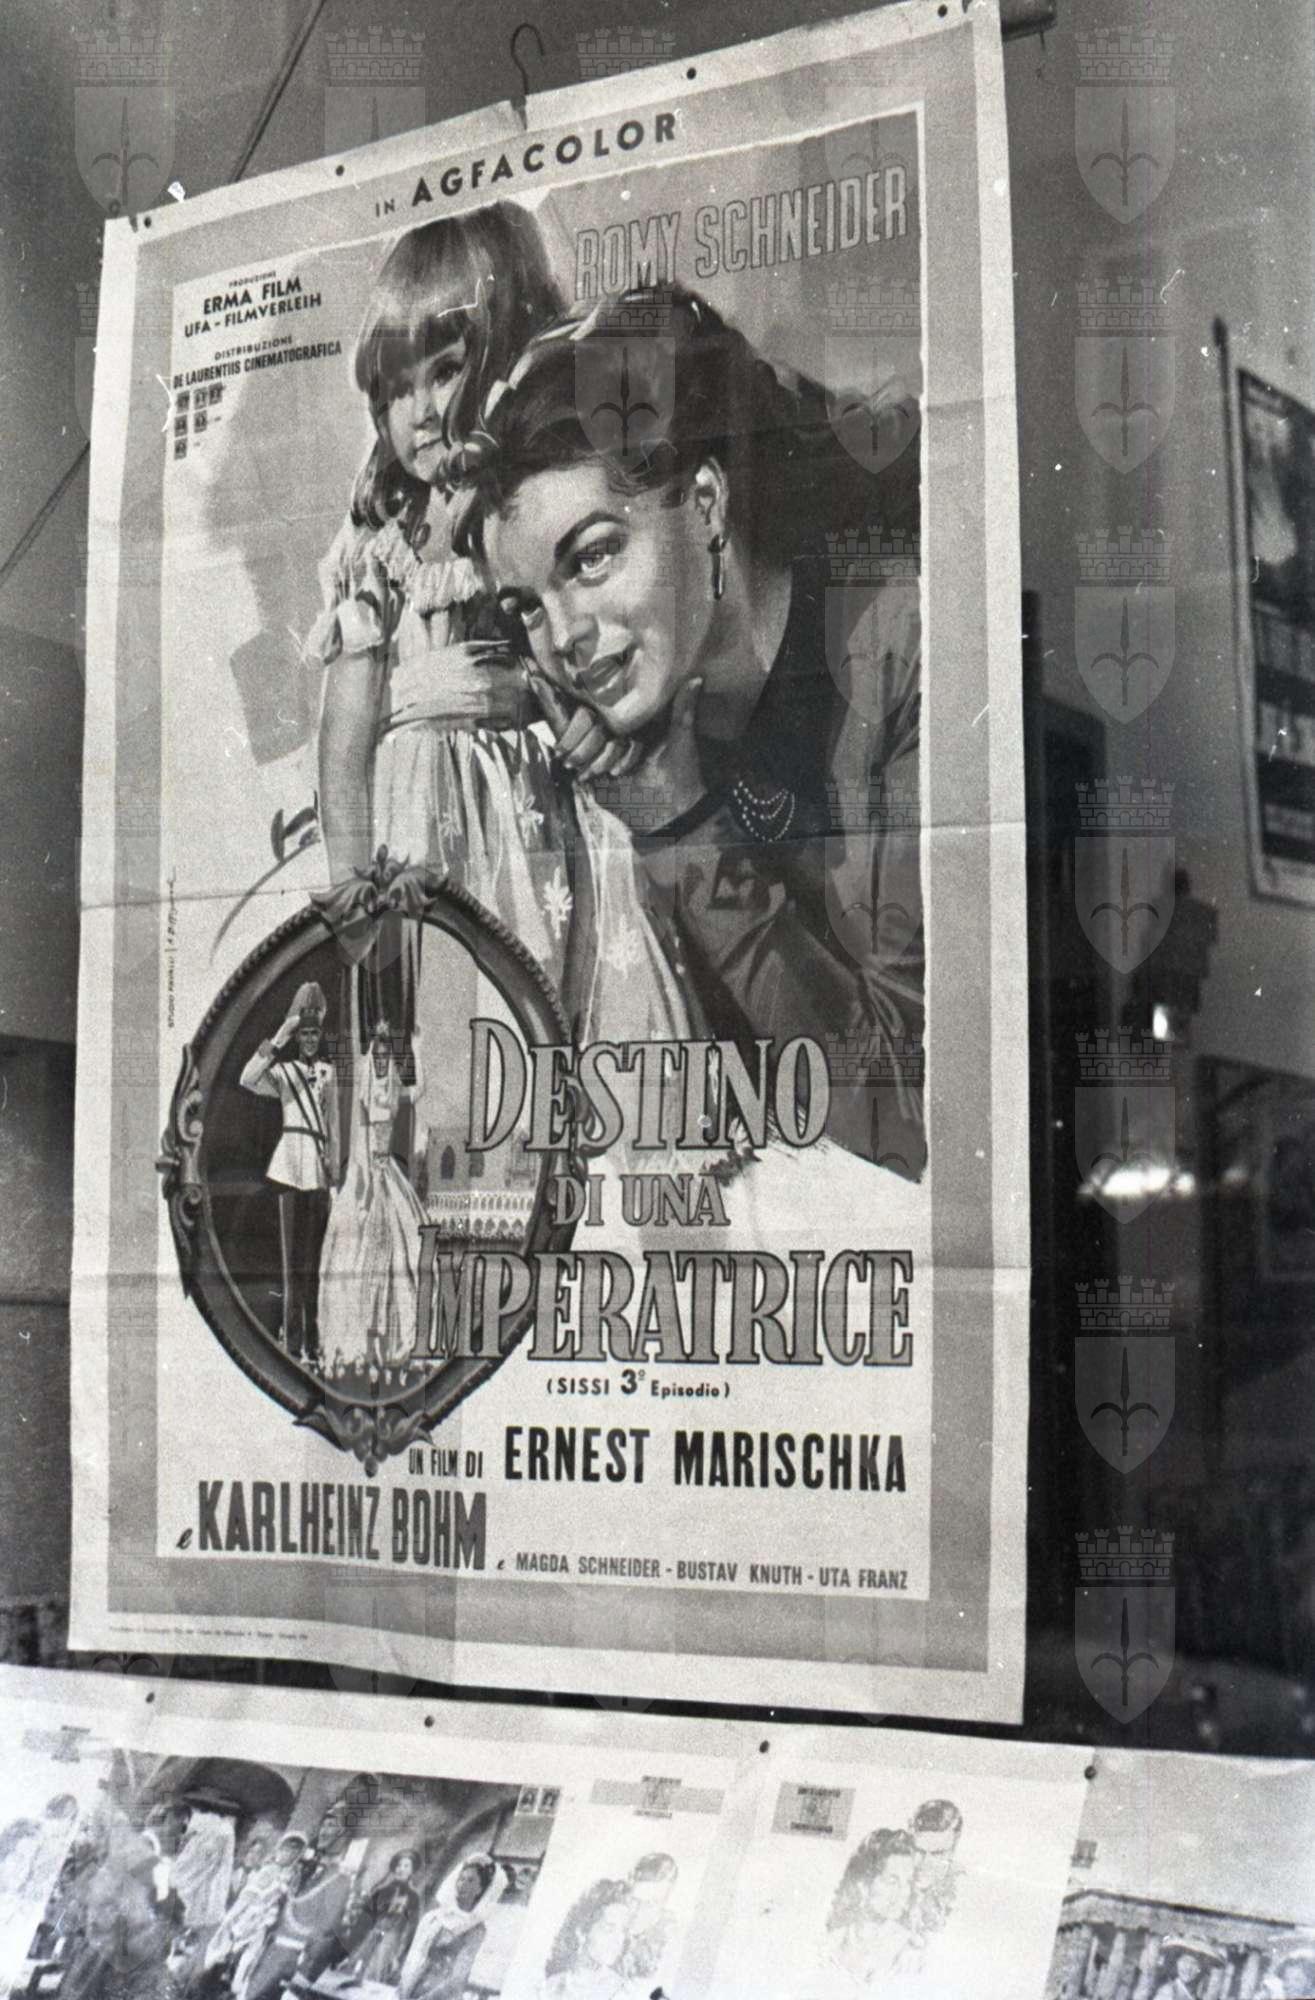 IN AGFACOLOR
ROMY SCHNEIDER
PRODUZIONE
ERMA FILM
UFA - FILMVERLEIH
DISTRIBUZIONE
DE LAURENTIIS CINEMATOGRAFICA
DESTINO
DI UNA
IMPERATRICE
(SISSI 3º Episodio)
UN FILM DI ERNEST MARISCHKA
e KARLHEINZ BOHM
e MAGDA SCHNEIDER - BUSTAV KNUTH - UTA FRANZ